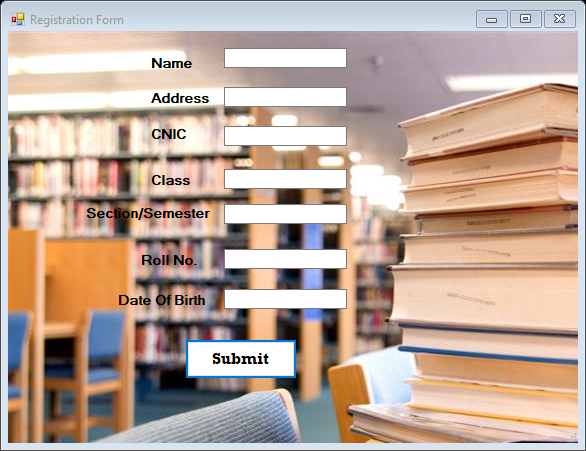 Registration Form
Name
Address
CNIC
Class
Section/Semester
Roll No.
Date Of Birth
Submit